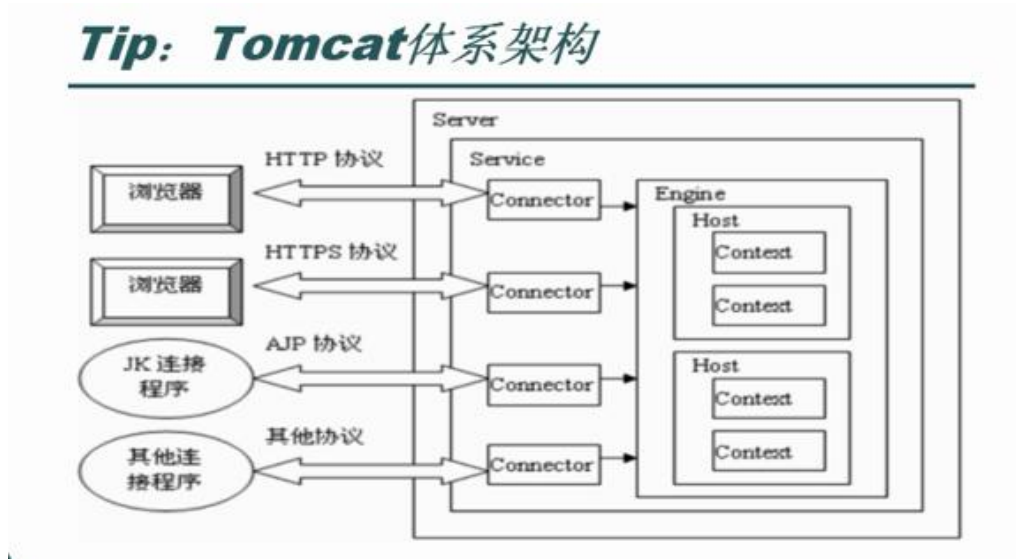 Tip：Tomcat体系架构
Server
Service
HTTP 协议
浏览器
Connector
Engine
Host
Context
Context
HTTPS 协议
浏览器
Connector
AJP 协议
JK 连接
程序
Connector
Host
Context
Context
其他协议
其他连
接程序
Connector